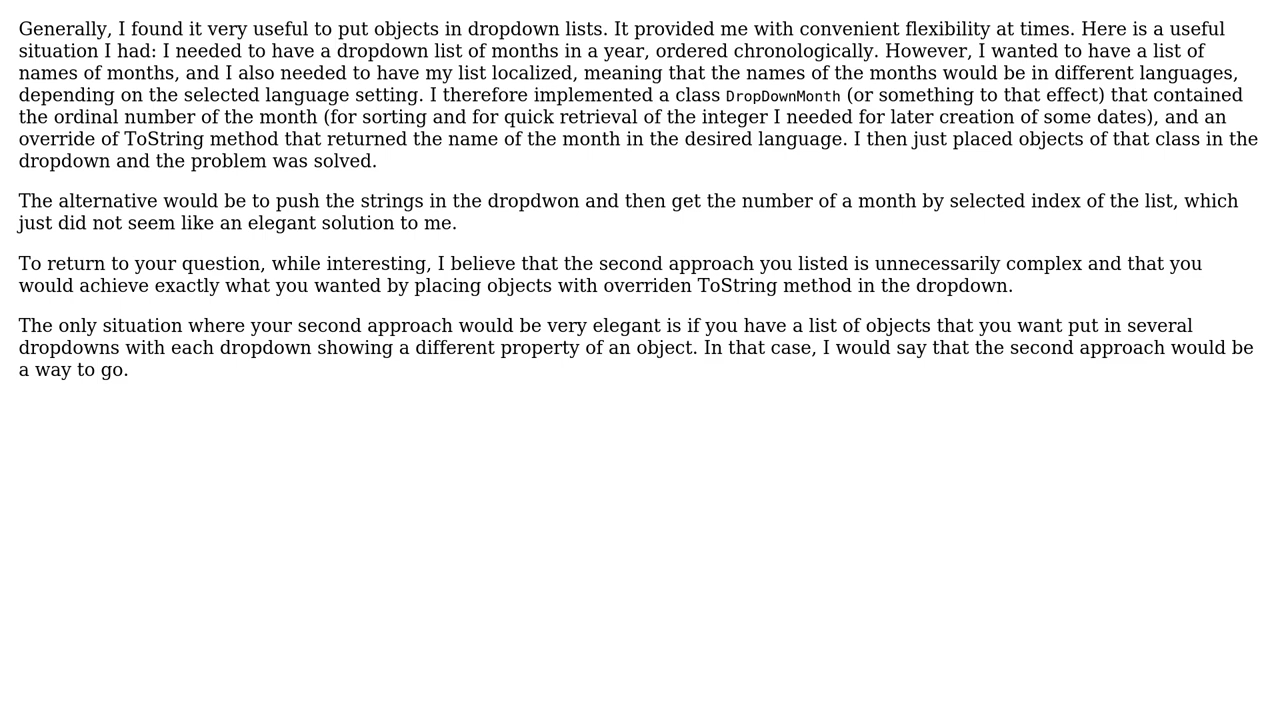 Generally, I found it very useful to put objects in dropdown lists. It provided me with convenient flexibility at times. Here is a useful
situation I had: I needed to have a dropdown list of months in a year, ordered chronologically. However, I wanted to have a list of
names of months, and I also needed to have my list localized, meaning that the names of the months would be in different languages,
depending on the selected language setting. I therefore implemented a class DropDownMonth (or something to that effect) that contained
the ordinal number of the month (for sorting and for quick retrieval of the integer I needed for later creation of some dates), and an
override of ToString method that returned the name of the month in the desired language. I then just placed objects of that class in the
dropdown and the problem was solved.
The alternative would be to push the strings in the dropdwon and then get the number of a month by selected index of the list, which
just did not seem like an elegant solution to me.
To return to your question, while interesting, I believe that the second approach you listed is unnecessarily complex and that you
would achieve exactly what you wanted by placing objects with overriden ToString method in the dropdown.
The only situation where your second approach would be very elegant is if you have a list of objects that you want put in several
dropdowns with each dropdown showing a different property of an object. In that case, I would say that the second approach would be
a way to go.